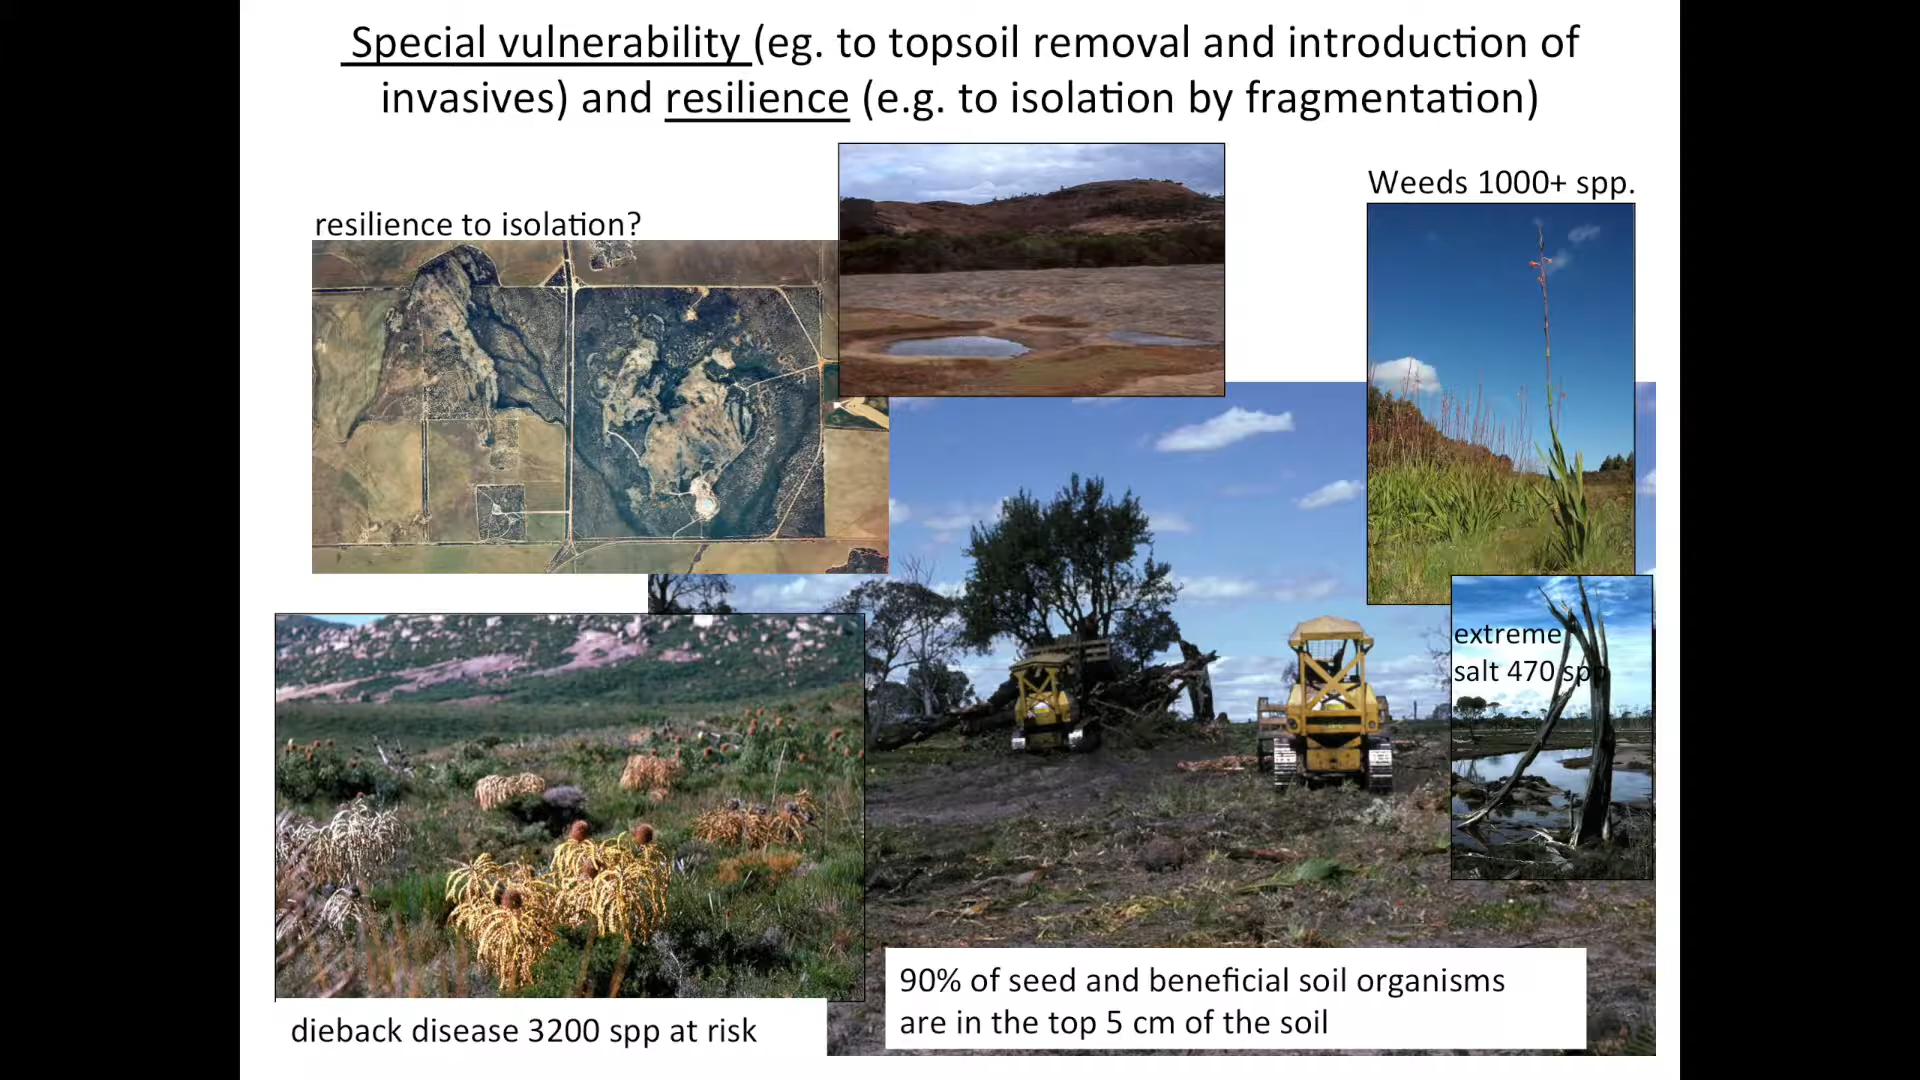 Special vulnerability (eg. to topsoil removal and introduction of
invasives) and resilience (e.g. to isolation by fragmentation)
Weeds 1000+ spp.
resilience to isolation?
extreme
salt 470 spp
90% of seed and beneficial soil organisms
are in the top 5 cm of the soil
dieback disease 3200 spp at risk